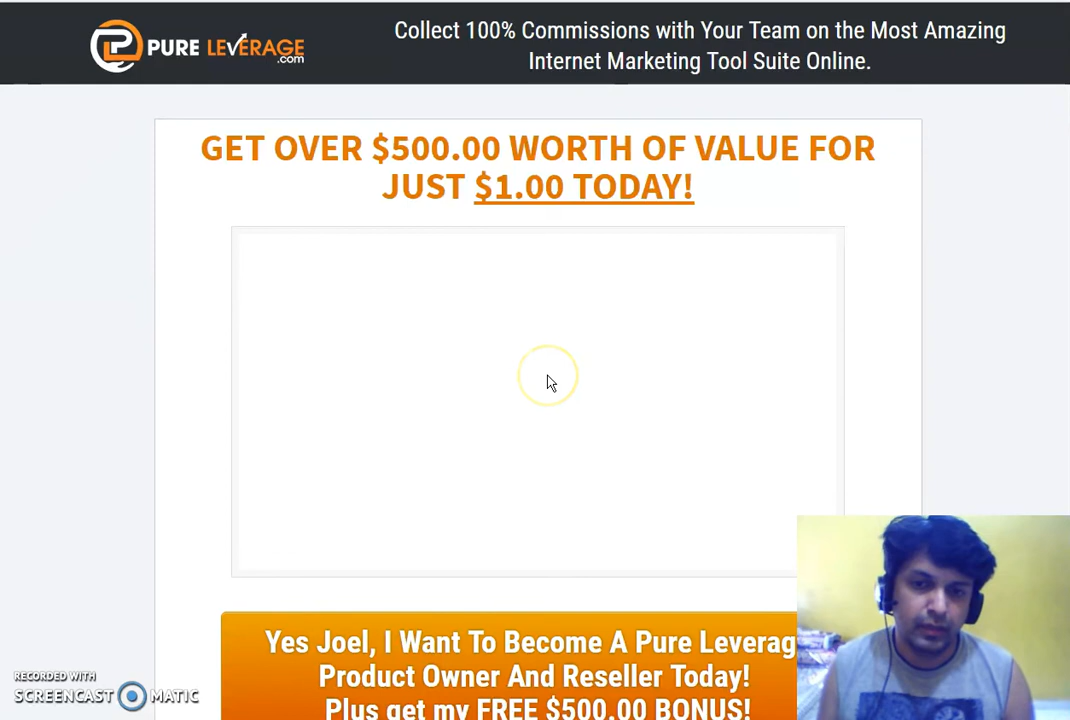 PURE LEVERAGE
.com
Collect 100% Commissions with Your Team on the Most Amazing
Internet Marketing Tool Suite Online.
GET OVER $500.00 WORTH OF VALUE FOR
JUST $1.00 TODAY!
Yes Joel, I Want To Become A Pure Leverag
Product Owner And Reseller Today!
Plus get my FREE $500.00 BONUS!
RECORDED WITH
SCREENCAST MATIC